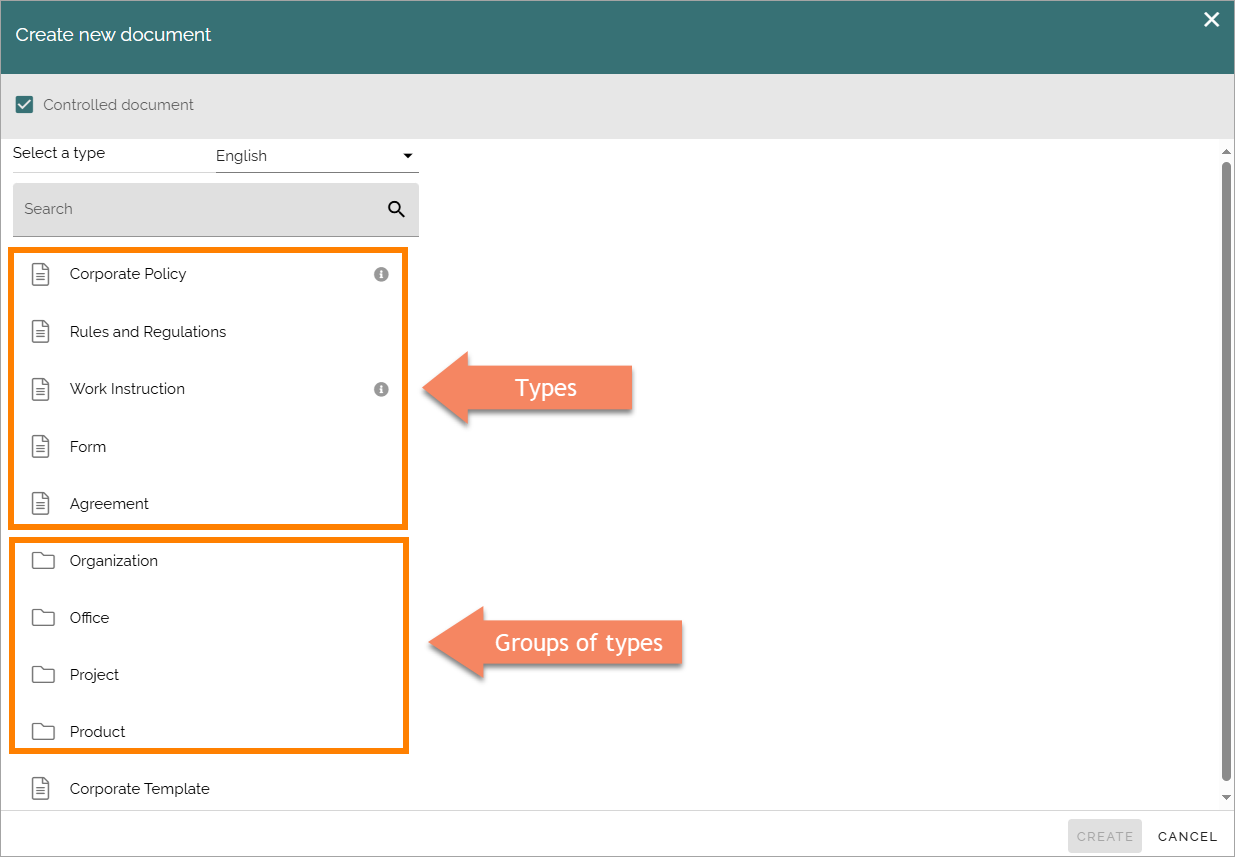 Create new document
Controlled document
Select a type
English
Search
Corporate Policy
Rules and Regulations
Work Instruction
Types
Form
Agreement
Organization
Office
Groups of types
Project
Product
Corporate Template
CREATE CANCEL